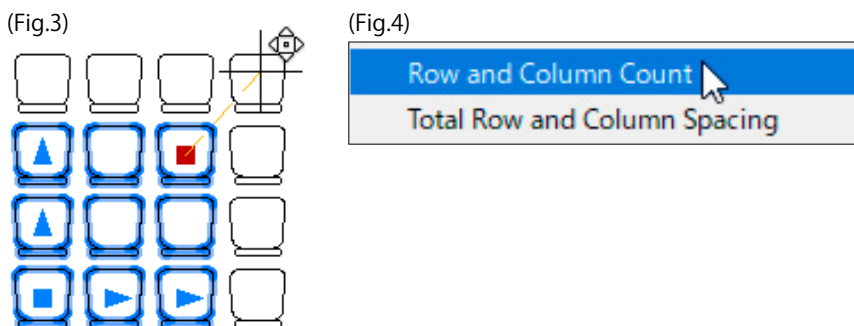 (Fig.3)
(Fig.4)
Row and Column Count
Total Row and Column Spacing